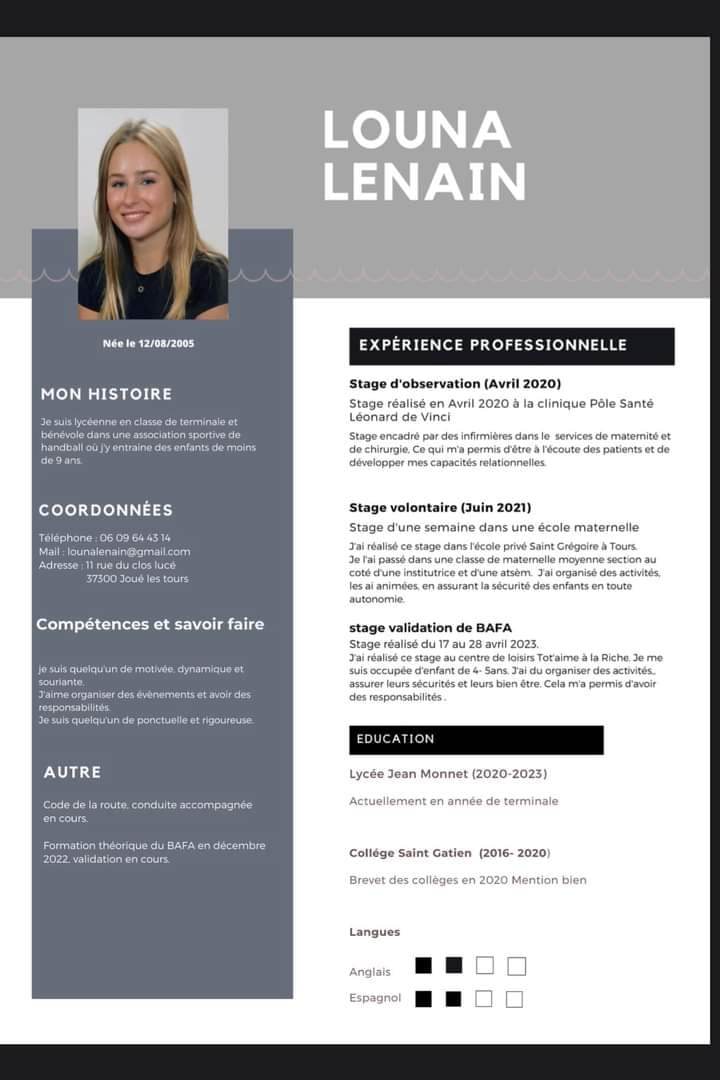 LOUNA
LENAIN
Née le 12/08/2005
MON HISTOIRE
Je suis lycéenne en classe de terminale et
bénévole dans une association sportive de
handball où j'y entraine des enfants de moins
de 9 ans.
COORDONNÉES
Téléphone : 06 09 64 43 14
Mail : lounalenain@gmail.com
Adresse : 11 rue du clos lucé
37300 Joué les tours
Compétences et savoir faire
je suis quelqu'un de motivée, dynamique et
souriante.
J'aime organiser des évènements et avoir des
responsabilités.
Je suis quelqu'un de ponctuelle et rigoureuse.
AUTRE
Code de la route, conduite accompagnée
en cours.
Formation théorique du BAFA en décembre
2022, validation en cours.
EXPÉRIENCE PROFESSIONNELLE
Stage d'observation (Avril 2020)
Stage réalisé en Avril 2020 à la clinique Pôle Santé
Léonard de Vinci
Stage encadré par des infirmières dans le services de maternité et
de chirurgie, Ce qui m'a permis d'être à l'écoute des patients et de
développer mes capacités relationnelles.
Stage volontaire (Juin 2021)
Stage d'une semaine dans une école maternelle
J'ai réalisé ce stage dans l'école privé Saint Grégoire à Tours.
Je l'ai passé dans une classe de maternelle moyenne section au
coté d'une institutrice et d'une atsèm. J'ai organisé des activités,
les ai animées, en assurant la sécurité des enfants en toute
autonomie.
stage validation de BAFA
Stage réalisé du 17 au 28 avril 2023.
J'ai réalisé ce stage au centre de loisirs Tot'aime à la Riche. Je me
suis occupée d'enfant de 4- 5ans. J'ai du organiser des activités,,
assurer leurs sécurités et leurs bien être. Cela m'a permis d'avoir
des responsabilités .
EDUCATION
Lycée Jean Monnet (2020-2023)
Actuellement en année de terminale
Collége Saint Gatien (2016- 2020)
Brevet des collèges en 2020 Mention bien
Langues
Anglais
Espagnol